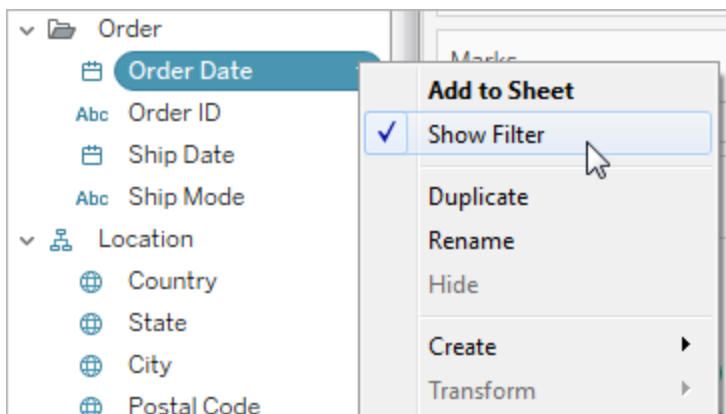 Order
Order Date
Abc Order ID
Ship Date
Abc Ship Mode
Location
Country
State
City
Postal Code
Marks
Add to Sheet
Show Filter
Duplicate
Rename
Hide
Create
Transform